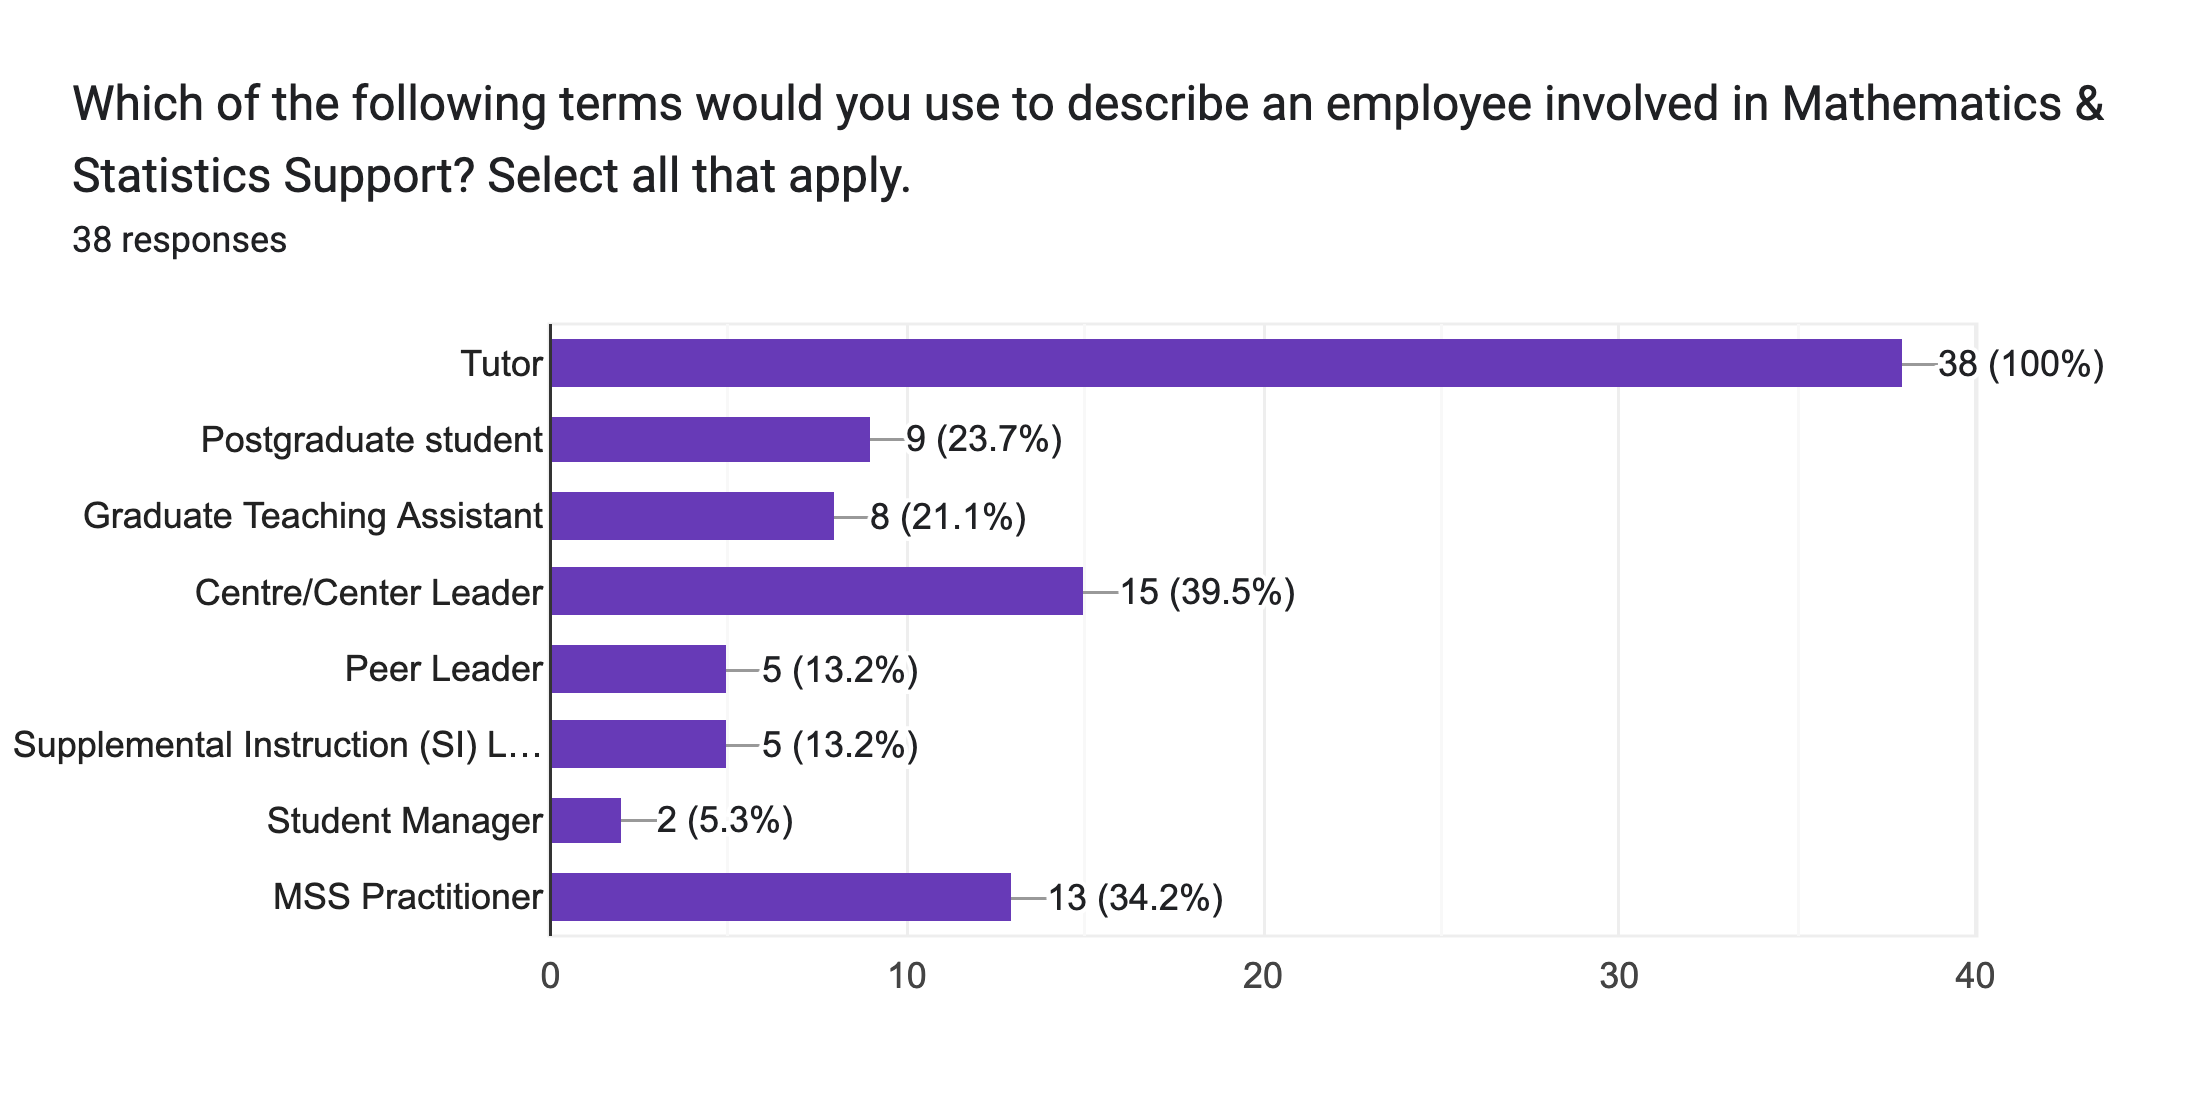 Which of the following terms would you use to describe an employee involved in Mathematics &
Statistics Support? Select all that apply.
38 responses
Tutor
38 (100%)
Postgraduate student
9 (23.7%)
Graduate Teaching Assistant
8 (21.1%)
Centre/Center Leader
15 (39.5%)
Peer Leader
5 (13.2%)
Supplemental Instruction (SI) L…
5 (13.2%)
Student Manager
2 (5.3%)
MSS Practitioner
13 (34.2%)
0 10 20 30 40